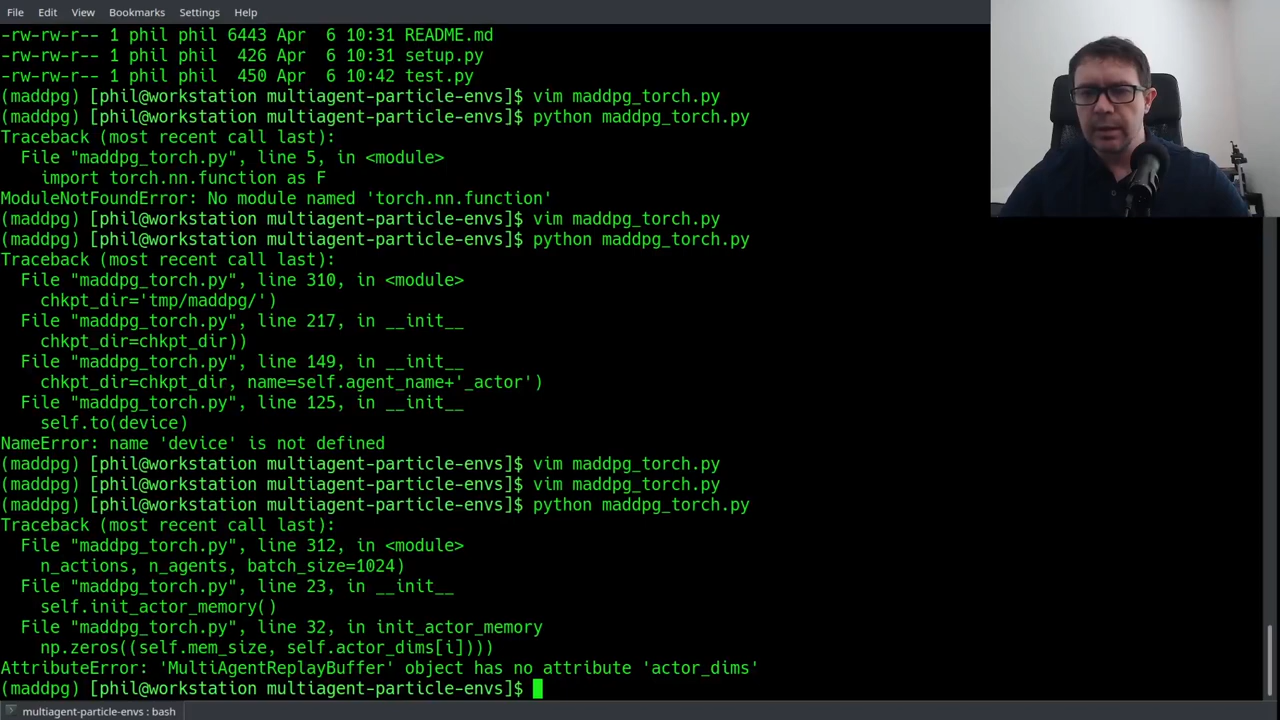 File Edit View Bookmarks Settings Help
-rw-rw-r-- 1 phil phil 6443 Apr  6 10:31 README.md
-rw-rw-r-- 1 phil phil  426 Apr  6 10:31 setup.py
-rw-rw-r-- 1 phil phil  450 Apr  6 10:42 test.py
(maddpg) [phil@workstation multiagent-particle-envs]$ vim maddpg_torch.py
(maddpg) [phil@workstation multiagent-particle-envs]$ python maddpg_torch.py
Traceback (most recent call last):
  File "maddpg_torch.py", line 5, in <module>
    import torch.nn.function as F
ModuleNotFoundError: No module named 'torch.nn.function'
(maddpg) [phil@workstation multiagent-particle-envs]$ vim maddpg_torch.py
(maddpg) [phil@workstation multiagent-particle-envs]$ python maddpg_torch.py
Traceback (most recent call last):
  File "maddpg_torch.py", line 310, in <module>
    chkpt_dir='tmp/maddpg/')
  File "maddpg_torch.py", line 217, in __init__
    chkpt_dir=chkpt_dir))
  File "maddpg_torch.py", line 149, in __init__
    chkpt_dir=chkpt_dir, name=self.agent_name+'_actor')
  File "maddpg_torch.py", line 125, in __init__
    self.to(device)
NameError: name 'device' is not defined
(maddpg) [phil@workstation multiagent-particle-envs]$ vim maddpg_torch.py
(maddpg) [phil@workstation multiagent-particle-envs]$ vim maddpg_torch.py
(maddpg) [phil@workstation multiagent-particle-envs]$ python maddpg_torch.py
Traceback (most recent call last):
  File "maddpg_torch.py", line 312, in <module>
    n_actions, n_agents, batch_size=1024)
  File "maddpg_torch.py", line 23, in __init__
    self.init_actor_memory()
  File "maddpg_torch.py", line 32, in init_actor_memory
    np.zeros((self.mem_size, self.actor_dims[i])))
AttributeError: 'MultiAgentReplayBuffer' object has no attribute 'actor_dims'
(maddpg) [phil@workstation multiagent-particle-envs]$
multiagent-particle-envs : bash